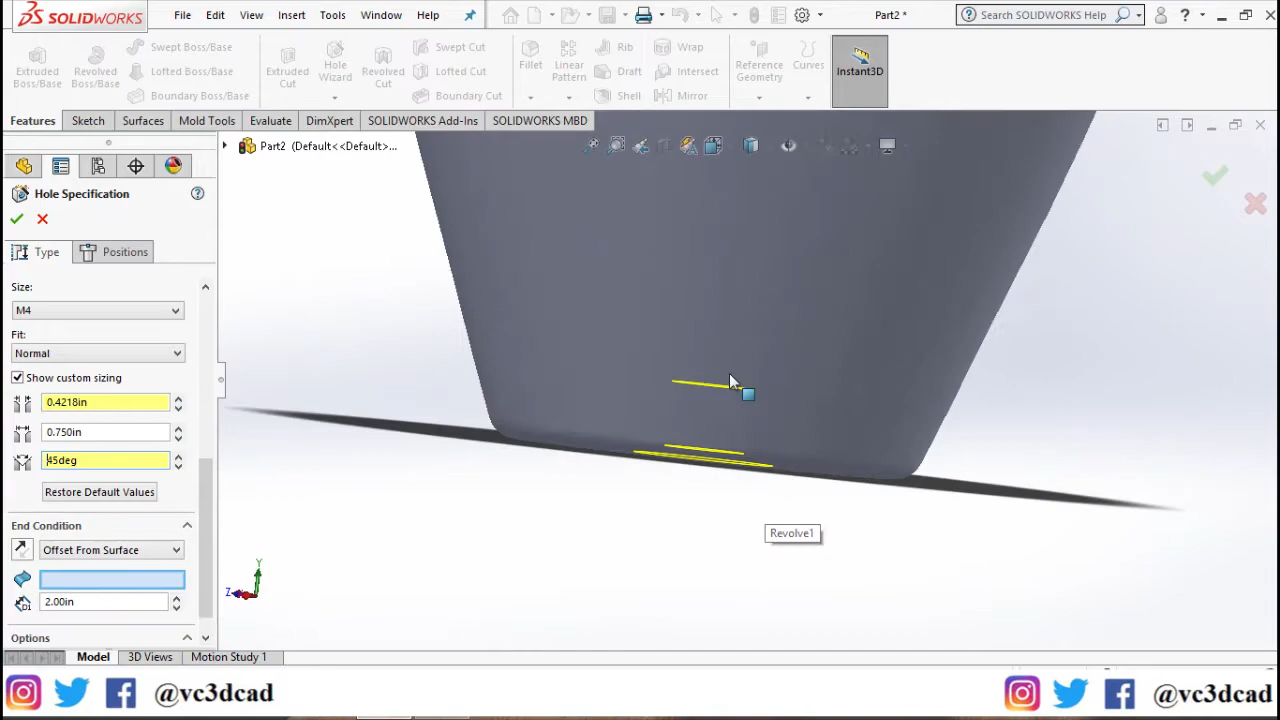 SOLIDWORKS File Edit View Insert Tools Window Help Part2 * Search SOLIDWORKS Help ?
Extruded Boss/Base
Revolved Boss/Base
Swept Boss/Base
Lofted Boss/Base
Boundary Boss/Base
Extruded Cut
Hole Wizard
Revolved Cut
Swept Cut
Lofted Cut
Boundary Cut
Fillet
Linear Pattern
Rib
Draft
Shell
Wrap
Intersect
Mirror
Reference Geometry
Curves
Instant3D
Features Sketch Surfaces Mold Tools Evaluate DimXpert SOLIDWORKS Add-Ins SOLIDWORKS MBD
Part2 (Default<<Default>...
Hole Specification ?
Type Positions
Size:
M4
Fit:
Normal
Show custom sizing
0.4218in
0.750in
45deg
Restore Default Values
End Condition
Offset From Surface
2.00in
Options
Revolve1
Y
Z
Model 3D Views Motion Study 1
@vc3dcad @vc3dcad